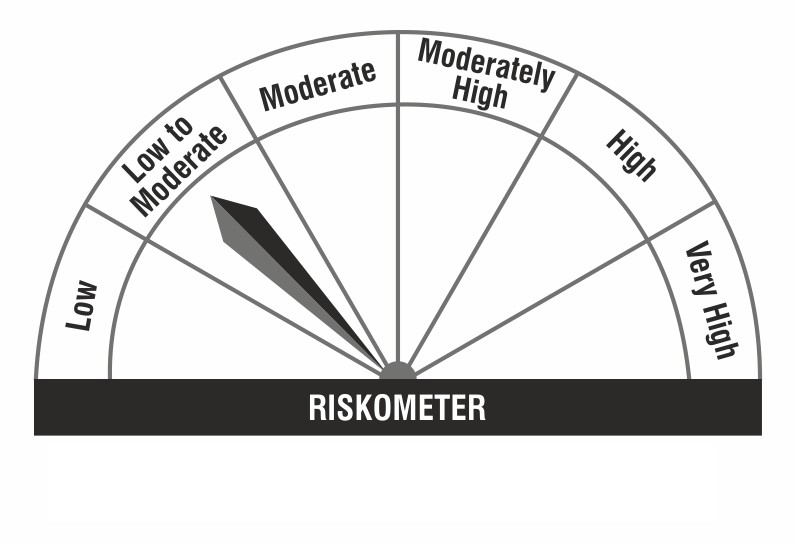 Low
Low to
Moderate
Moderate
Moderately
High
High
Very High
RISKOMETER